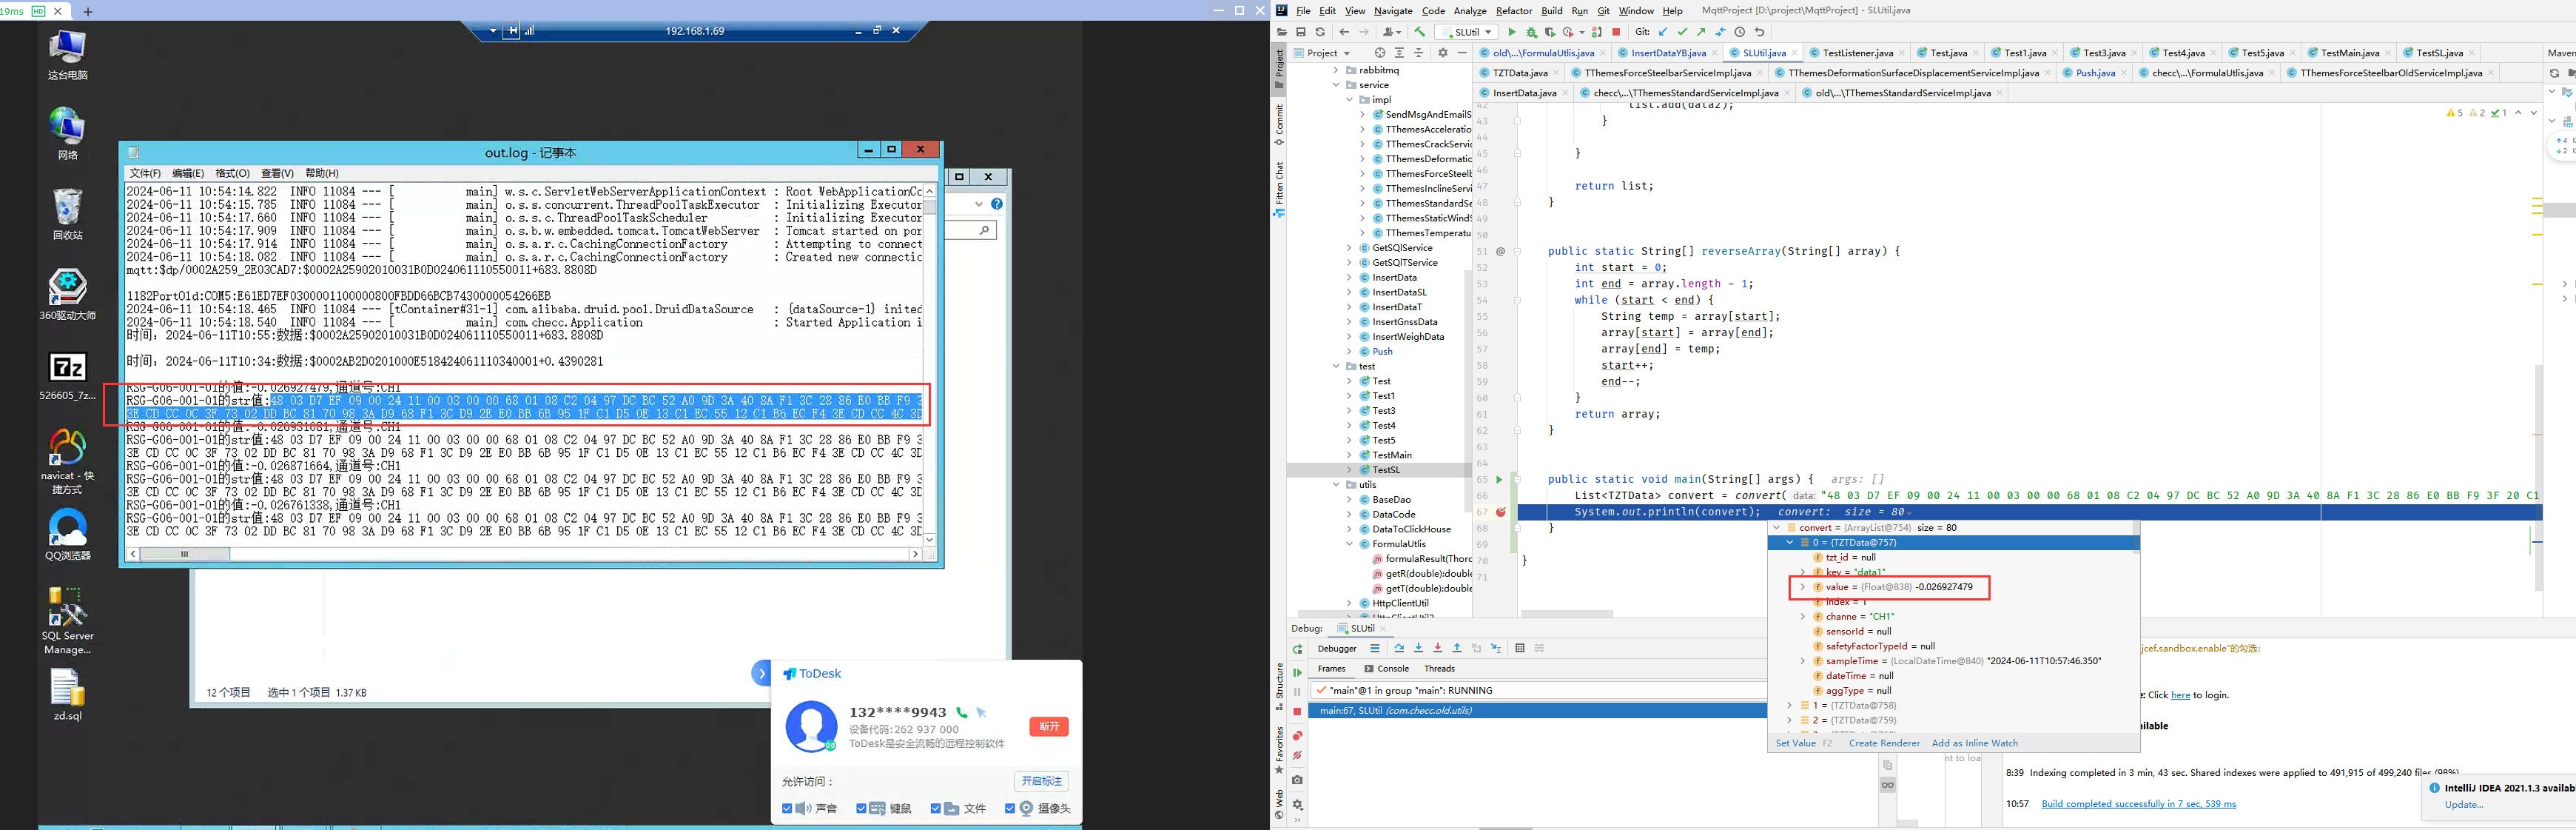 19ms HD
192.168.1.69
这台电脑
网络
回收站
360驱动大师
526605_7z...
navicat - 快
捷方式
QQ浏览器
SQL Server
Manage...
zd.sql
out.log - 记事本
文件(F) 编辑(E) 格式(O) 查看(V) 帮助(H)
2024-06-11 10:54:14.822 INFO 11084 --- [ main] w.s.c.ServletWebServerApplicationContext : Root WebApplicationCo
2024-06-11 10:54:15.785 INFO 11084 --- [ main] o.s.s.concurrent.ThreadPoolTaskExecutor : Initializing Executor
2024-06-11 10:54:17.660 INFO 11084 --- [ main] o.s.s.c.ThreadPoolTaskScheduler : Initializing Executor
2024-06-11 10:54:17.909 INFO 11084 --- [ main] o.s.b.w.embedded.tomcat.TomcatWebServer : Tomcat started on por
2024-06-11 10:54:17.914 INFO 11084 --- [ main] o.s.a.r.c.CachingConnectionFactory : Attempting to connect
2024-06-11 10:54:18.082 INFO 11084 --- [ main] o.s.a.r.c.CachingConnectionFactory : Created new connectio
mqtt:$dp/0002A259_2E03CAD7:$0002A25902010031B0D024061110550011+683.8808D
1182PortOld:COM5:E61ED7EF0300001100000800FBDD66BCB7430000054266EB
2024-06-11 10:54:18.465 INFO 11084 --- [tContainer#31-1] com.alibaba.druid.pool.DruidDataSource : {dataSource-1} inited
2024-06-11 10:54:18.540 INFO 11084 --- [ main] com.checc.Application : Started Application i
时间: 2024-06-11T10:55:数据:$0002A25902010031B0D024061110550011+683.8808D
时间: 2024-06-11T10:34:数据:$0002AB2D0201000E518424061110340001+0.4390281
RSG-G06-001-01的值:-0.026927479,通道号:CH1
RSG-G06-001-01的str值:48 03 D7 EF 09 00 24 11 00 03 00 00 68 01 08 C2 04 97 DC BC 52 A0 9D 3A 40 8A F1 3C 28 86 E0 BB F9 3
3E CD CC 0C 3F 73 02 DD BC 81 70 98 3A D9 68 F1 3C D9 2E E0 BB 6B 95 1F C1 D5 0E 13 C1 EC 55 12 C1 B6 EC F4 3E CD CC 4C 3D
RSG-G06-001-01的值:-0.026931081,通道号:CH1
RSG-G06-001-01的str值:48 03 D7 EF 09 00 24 11 00 03 00 00 68 01 08 C2 04 97 DC BC 52 A0 9D 3A 40 8A F1 3C 28 86 E0 BB F9 3
3E CD CC 0C 3F 73 02 DD BC 81 70 98 3A D9 68 F1 3C D9 2E E0 BB 6B 95 1F C1 D5 0E 13 C1 EC 55 12 C1 B6 EC F4 3E CD CC 4C 3D
RSG-G06-001-01的值:-0.026871664,通道号:CH1
RSG-G06-001-01的str值:48 03 D7 EF 09 00 24 11 00 03 00 00 68 01 08 C2 04 97 DC BC 52 A0 9D 3A 40 8A F1 3C 28 86 E0 BB F9 3
3E CD CC 0C 3F 73 02 DD BC 81 70 98 3A D9 68 F1 3C D9 2E E0 BB 6B 95 1F C1 D5 0E 13 C1 EC 55 12 C1 B6 EC F4 3E CD CC 4C 3D
RSG-G06-001-01的值:-0.026761338,通道号:CH1
RSG-G06-001-01的str值:48 03 D7 EF 09 00 24 11 00 03 00 00 68 01 08 C2 04 97 DC BC 52 A0 9D 3A 40 8A F1 3C 28 86 E0 BB F9 3
3E CD CC 0C 3F 73 02 DD BC 81 70 98 3A D9 68 F1 3C D9 2E E0 BB 6B 95 1F C1 D5 0E 13 C1 EC 55 12 C1 B6 EC F4 3E CD CC 4C 3D
12 个项目 选中 1 个项目 1.37 KB
ToDesk
132****9943
设备代码:262 937 000
ToDesk是安全流畅的远程控制软件
断开
允许访问：
开启标注
声音 键鼠 文件 摄像头
File Edit View Navigate Code Analyze Refactor Build Run Git Window Help MqttProject [D:\project\MqttProject] - SLUtil.java
SLUtil Git:
Project
old\...\FormulaUtlis.java InsertDataYB.java SLUtil.java TestListener.java Test.java Test1.java Test3.java Test4.java Test5.java TestMain.java TestSL.java
TZTData.java TThemesForceSteelbarServiceImpl.java TThemesDeformationSurfaceDisplacementServiceImpl.java Push.java checc\...\FormulaUtlis.java TThemesForceSteelbarOldServiceImpl.java
InsertData.java checc\...\TThemesStandardServiceImpl.java old\...\TThemesStandardServiceImpl.java
Maven
Project
Commit
Fitten Chat
Structure
Favorites
Web
rabbitmq
service
impl
SendMsgAndEmailS
TThemesAcceleratio
TThemesCrackServic
TThemesDeformatio
TThemesForceSteelb
TThemesInclineServi
TThemesStandardSe
TThemesStaticWindS
TThemesTemperatu
GetSQlService
GetSQlTService
InsertData
InsertDataSL
InsertDataT
InsertGnssData
InsertWeighData
Push
test
Test
Test1
Test3
Test4
Test5
TestMain
TestSL
utils
BaseDao
DataCode
DataToClickHouse
FormulaUtlis
formulaResult(Thord
getR(double):double
getT(double):double
HttpClientUtil
5 2 1
42 list.add(data2);
43 }
44
45 }
46
47 return list;
48 }
49
50
51 @ public static String[] reverseArray(String[] array) {
52 int start = 0;
53 int end = array.length - 1;
54 while (start < end) {
55 String temp = array[start];
56 array[start] = array[end];
57 array[end] = temp;
58 start++;
59 end--;
60 }
61 return array;
62 }
63
64
65 public static void main(String[] args) { args: []
66 List<TZTData> convert = convert( data: "48 03 D7 EF 09 00 24 11 00 03 00 00 68 01 08 C2 04 97 DC BC 52 A0 9D 3A 40 8A F1 3C 28 86 E0 BB F9 3F 20 C1
67 System.out.println(convert); convert: size = 80
68 }
69
70 }
71
convert = {ArrayList@754} size = 80
0 = {TZTData@757}
tzt_id = null
key = "data1"
value = {Float@838} -0.026927479
index = 1
channe = "CH1"
sensorId = null
safetyFactorTypeId = null
sampleTime = {LocalDateTime@840} "2024-06-11T10:57:46.350"
dateTime = null
aggType = null
1 = {TZTData@758}
2 = {TZTData@759}
Set Value F2 Create Renderer Add as Inline Watch
Debug: SLUtil
Debugger
Frames Console Threads
"main"@1 in group "main": RUNNING
main:67, SLUtil (com.checc.old.utils)
jcef.sandbox.enable"的勾选;
Click here to login.
ilable
nt to loa
8:39 Indexing completed in 3 min, 43 sec. Shared indexes were applied to 491,915 of 499,240 files (98%)
10:57 Build completed successfully in 7 sec, 539 ms
IntelliJ IDEA 2021.1.3 availab
Update...